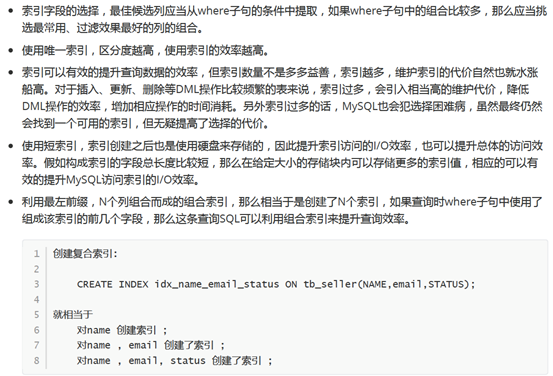 索引字段的选择，最佳候选列应当从where子句的条件中提取，如果where子句中的组合比较多，那么应当挑
选最常用、过滤效果最好的列的组合。
使用唯一索引，区分度越高，使用索引的效率越高。
索引可以有效的提升查询数据的效率，但索引数量不是多多益善，索引越多，维护索引的代价自然也就水涨
船高。对于插入、更新、删除等DML操作比较频繁的表来说，索引过多，会引入相当高的维护代价，降低
DML操作的效率，增加相应操作的时间消耗。另外索引过多的话，MySQL也会犯选择困难病，虽然最终仍然
会找到一个可用的索引，但无疑提高了选择的代价。
使用短索引，索引创建之后也是使用硬盘来存储的，因此提升索引访问的I/O效率，也可以提升总体的访问效
率。假如构成索引的字段总长度比较短，那么在给定大小的存储块内可以存储更多的索引值，相应的可以有
效的提升MySQL访问索引的I/O效率。
利用最左前缀，N个列组合而成的组合索引，那么相当于是创建了N个索引，如果查询时where子句中使用了
组成该索引的前几个字段，那么这条查询SQL可以利用组合索引来提升查询效率。
1 创建复合索引:
2
3 CREATE INDEX idx_name_email_status ON tb_seller(NAME,email,STATUS);
4
5 就相当于
6 对name 创建索引 ;
7 对name , email 创建了索引 ;
8 对name , email, status 创建了索引 ;